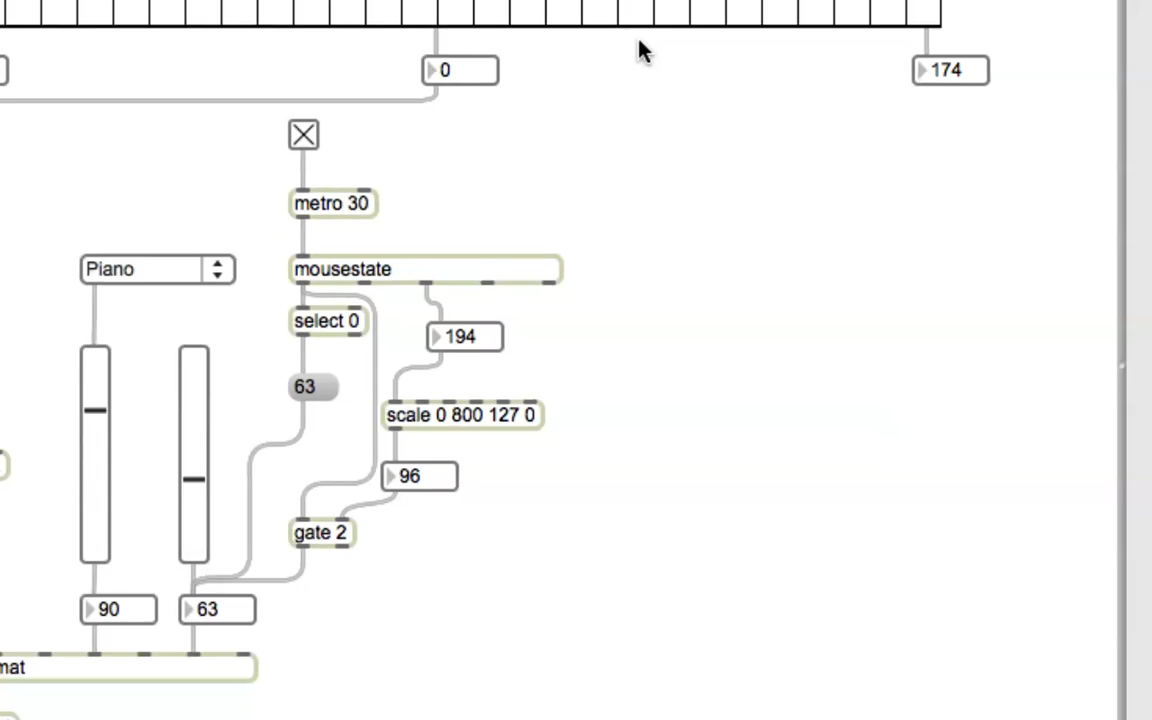 0
174
metro 30
Piano
mousestate
select 0
194
63
scale 0 800 127 0
96
gate 2
90
63
mat